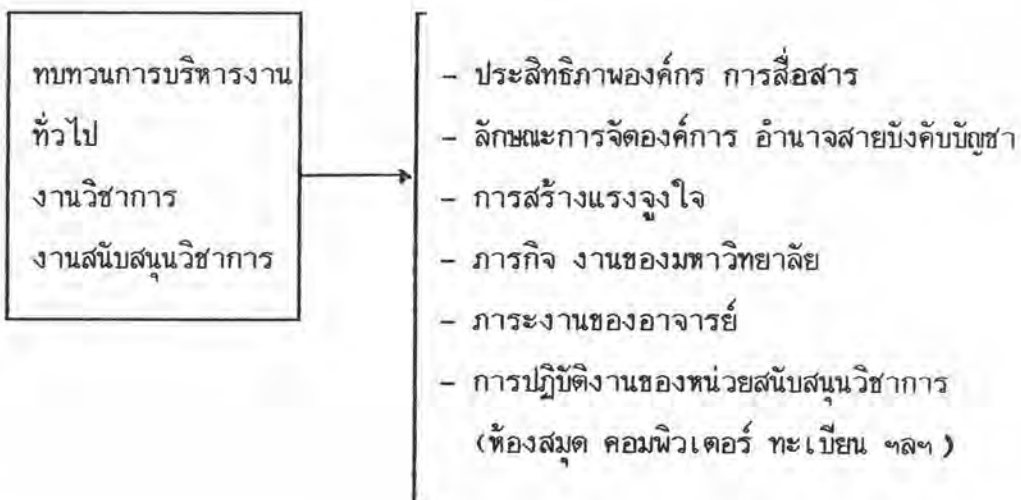 ทบทวนการบริหารงาน
ทั่วไป
งานวิชาการ
งานสนับสนุนวิชาการ
- ประสิทธิภาพองค์กร การสื่อสาร
- ลักษณะการจัดองค์การ อำนาจสายบังคับบัญชา
- การสร้างแรงจูงใจ
- ภารกิจ งานของมหาวิทยาลัย
- ภาระงานของอาจารย์
- การปฏิบัติงานของหน่วยสนับสนุนวิชาการ
(ห้องสมุด คอมพิวเตอร์ ทะเบียน ฯลฯ )